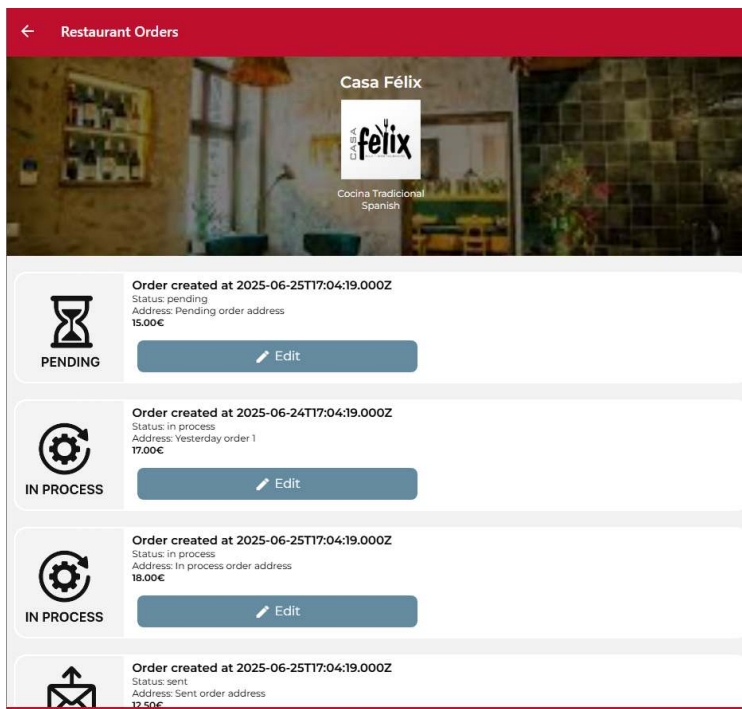 Restaurant Orders
Casa Félix
CASA
felix
Cocina Tradicional
Spanish
Order created at 2025-06-25T17:04:19.000Z
Status: pending
Address: Pending order address
15.00€
PENDING
Edit
Order created at 2025-06-24T17:04:19.000Z
Status: in process
Address: Yesterday order 1
17.00€
IN PROCESS
Edit
Order created at 2025-06-25T17:04:19.000Z
Status: in process
Address: In process order address
18.00€
IN PROCESS
Edit
Order created at 2025-06-25T17:04:19.000Z
Status: sent
Address: Sent order address
12.50€